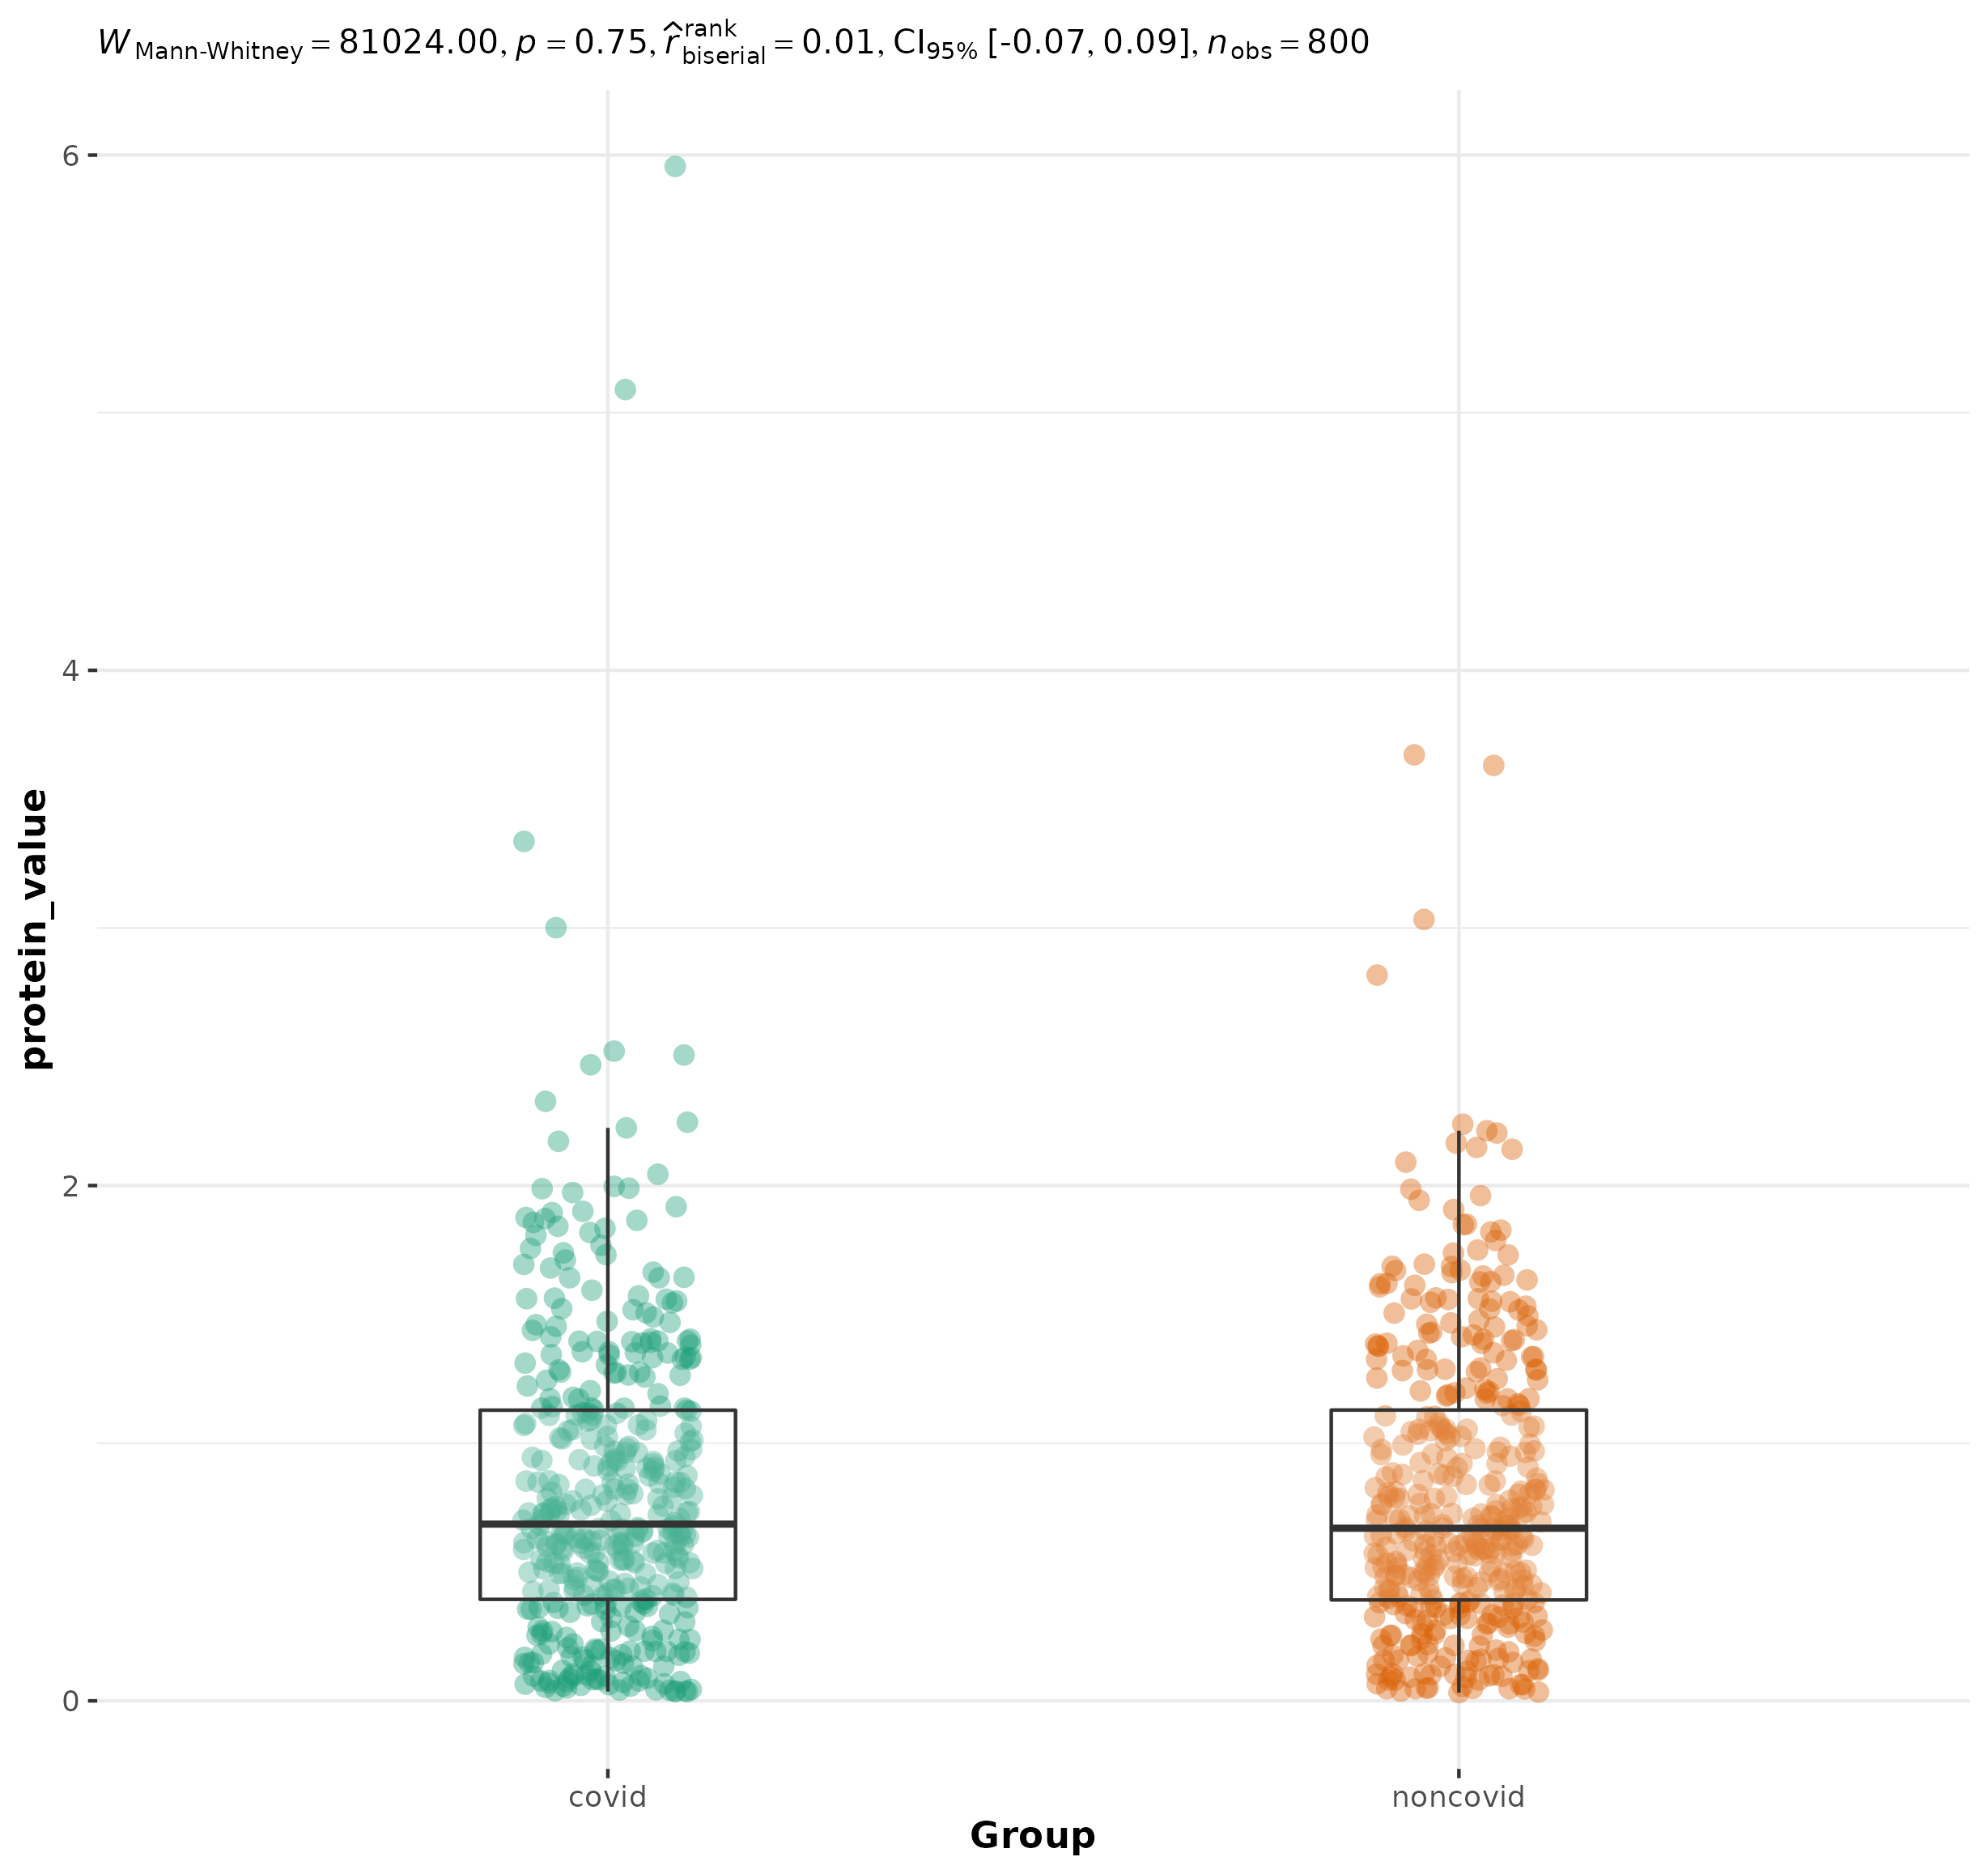 W Mann-Whitney = 81024.00, p = 0.75, r̂ rank biserial = 0.01, CI95% [-0.07, 0.09], n obs = 800
6
4
2
0
protein_value
covid
noncovid
Group